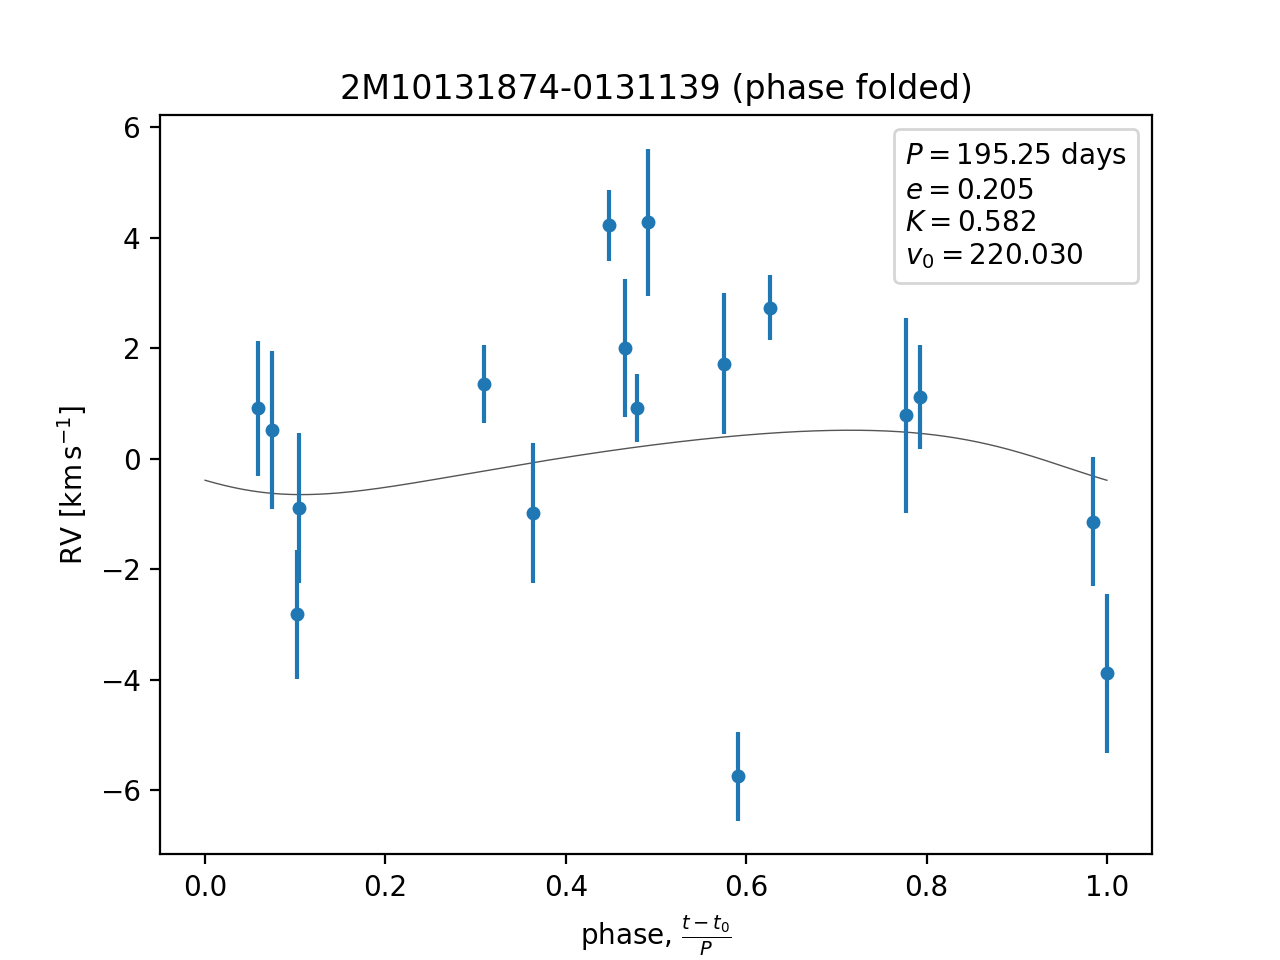 2M10131874-0131139 (phase folded)
P = 195.25 days
e = 0.205
K = 0.582
v₀ = 220.030
6
4
2
0
−2
−4
−6
RV [km s⁻¹]
0.0 0.2 0.4 0.6 0.8 1.0
phase, (t − t₀)/P